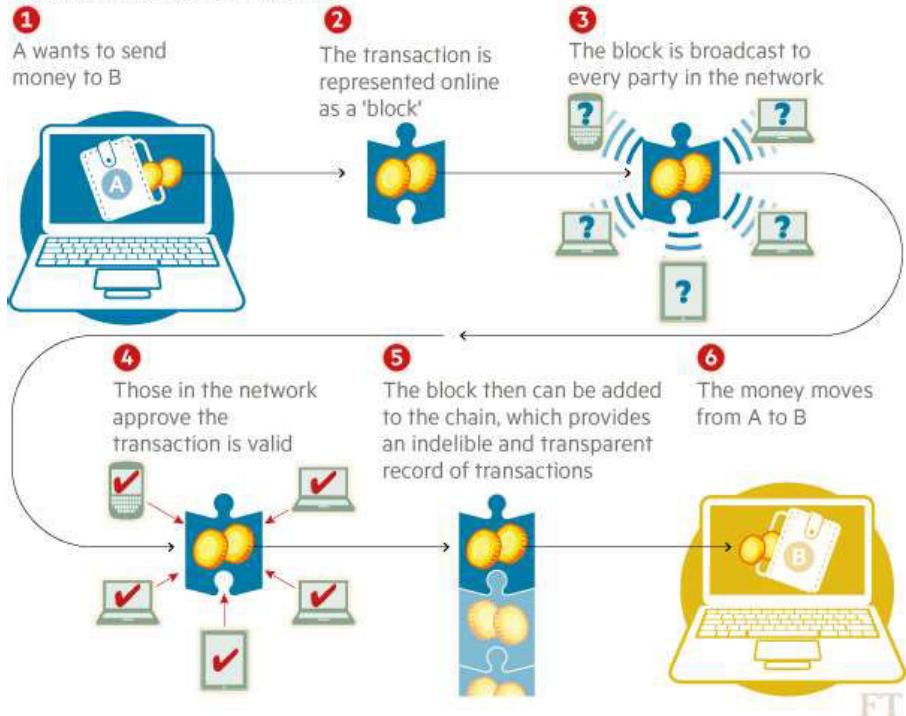 1
A wants to send
money to B
2
The transaction is
represented online
as a 'block'
3
The block is broadcast to
every party in the network
?
?
?
?
?
A
4
Those in the network
approve the
transaction is valid
5
The block then can be added
to the chain, which provides
an indelible and transparent
record of transactions
6
The money moves
from A to B
B
FT